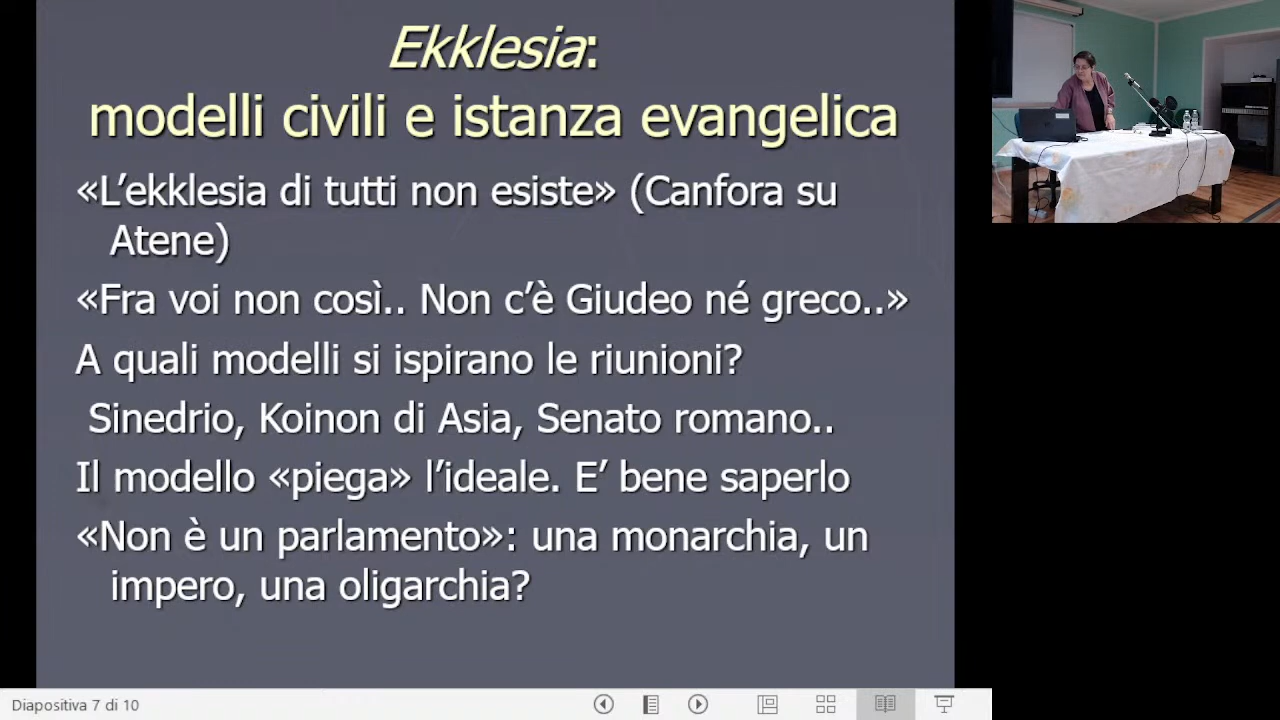 Ekklesia:
modelli civili e istanza evangelica
«L’ekklesia di tutti non esiste» (Canfora su
Atene)
«Fra voi non così.. Non c’è Giudeo né greco..»
A quali modelli si ispirano le riunioni?
Sinedrio, Koinon di Asia, Senato romano..
Il modello «piega» l’ideale. E’ bene saperlo
«Non è un parlamento»: una monarchia, un
impero, una oligarchia?
Diapositiva 7 di 10